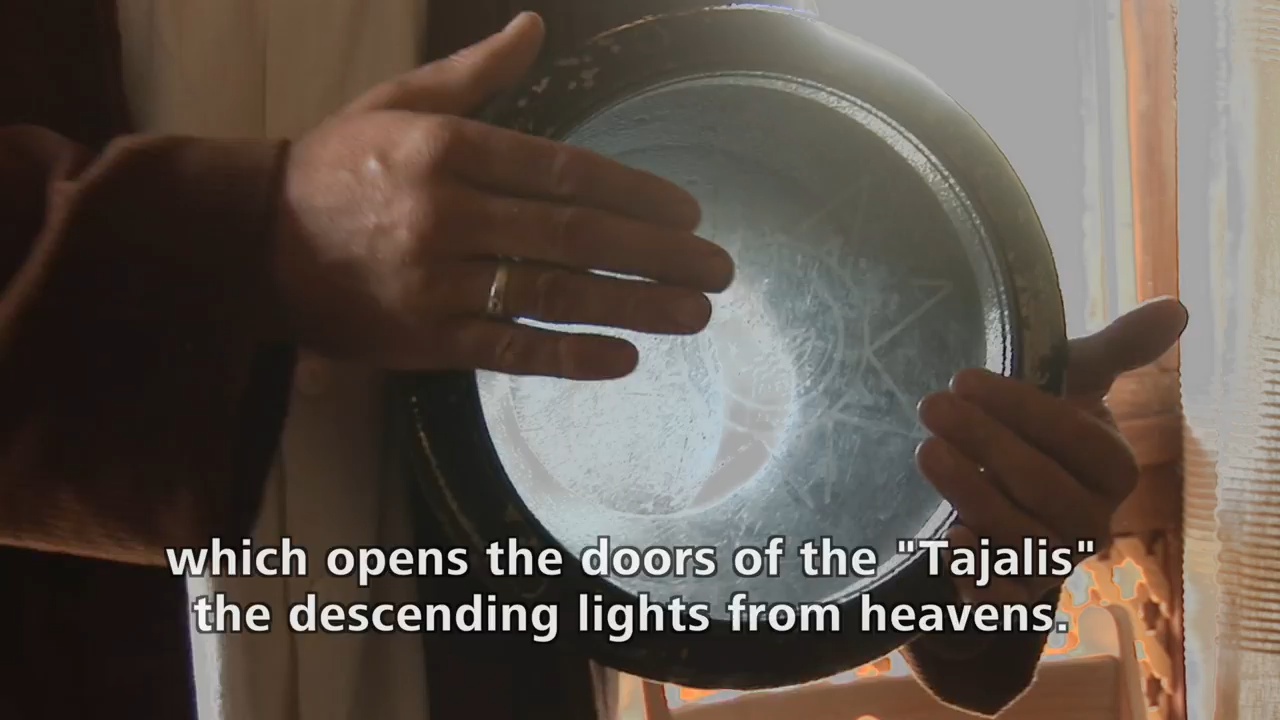 which opens the doors of the "Tajalis"
the descending lights from heavens.